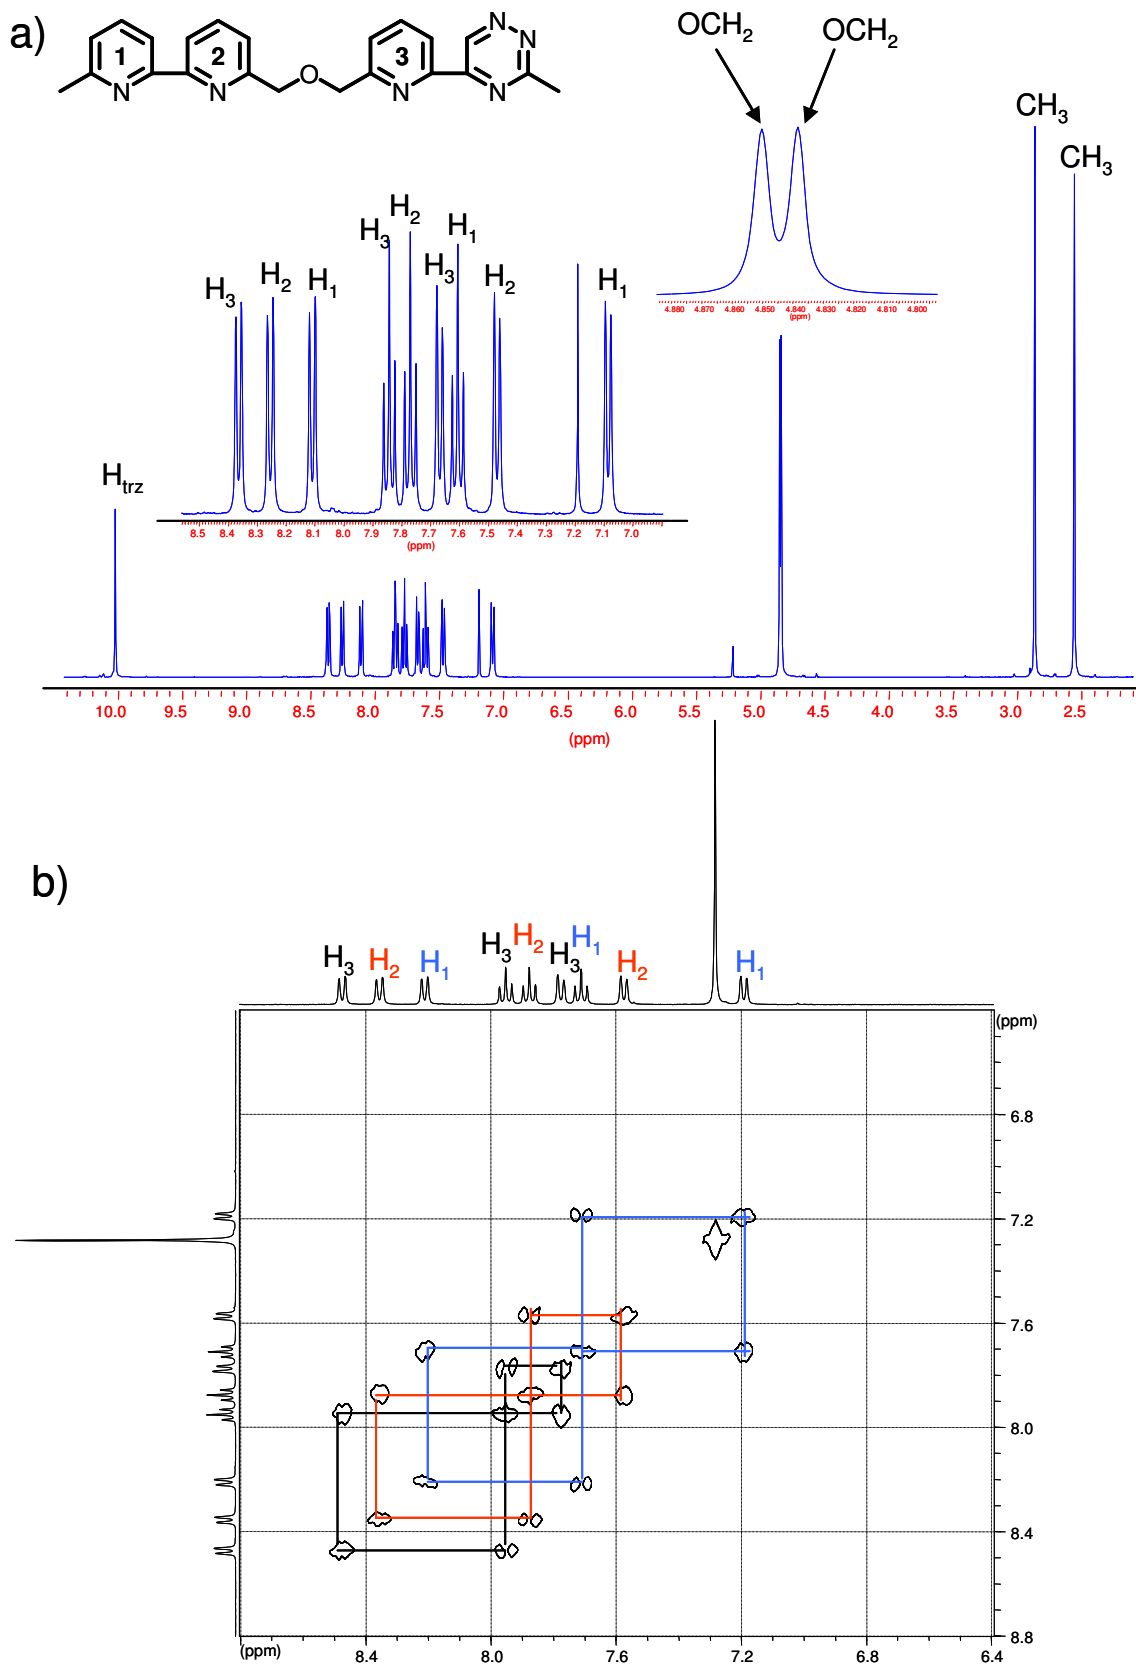 a)
1 2 3
N N O N N N N
OCH2 OCH2
CH3
CH3
H2
H3 H1
H3
H3 H2 H1 H2 H1
4.880 4.870 4.860 4.850 4.840 4.830 4.820 4.810 4.800
(ppm)
Htrz
8.5 8.4 8.3 8.2 8.1 8.0 7.9 7.8 7.7 7.6 7.5 7.4 7.3 7.2 7.1 7.0
(ppm)
10.0 9.5 9.0 8.5 8.0 7.5 7.0 6.5 6.0 5.5 5.0 4.5 4.0 3.5 3.0 2.5
(ppm)
b)
H3 H2 H1 H3 H2 H3 H1 H2 H1
(ppm)
6.8
7.2
7.6
8.0
8.4
8.8
(ppm) 8.4 8.0 7.6 7.2 6.8 6.4